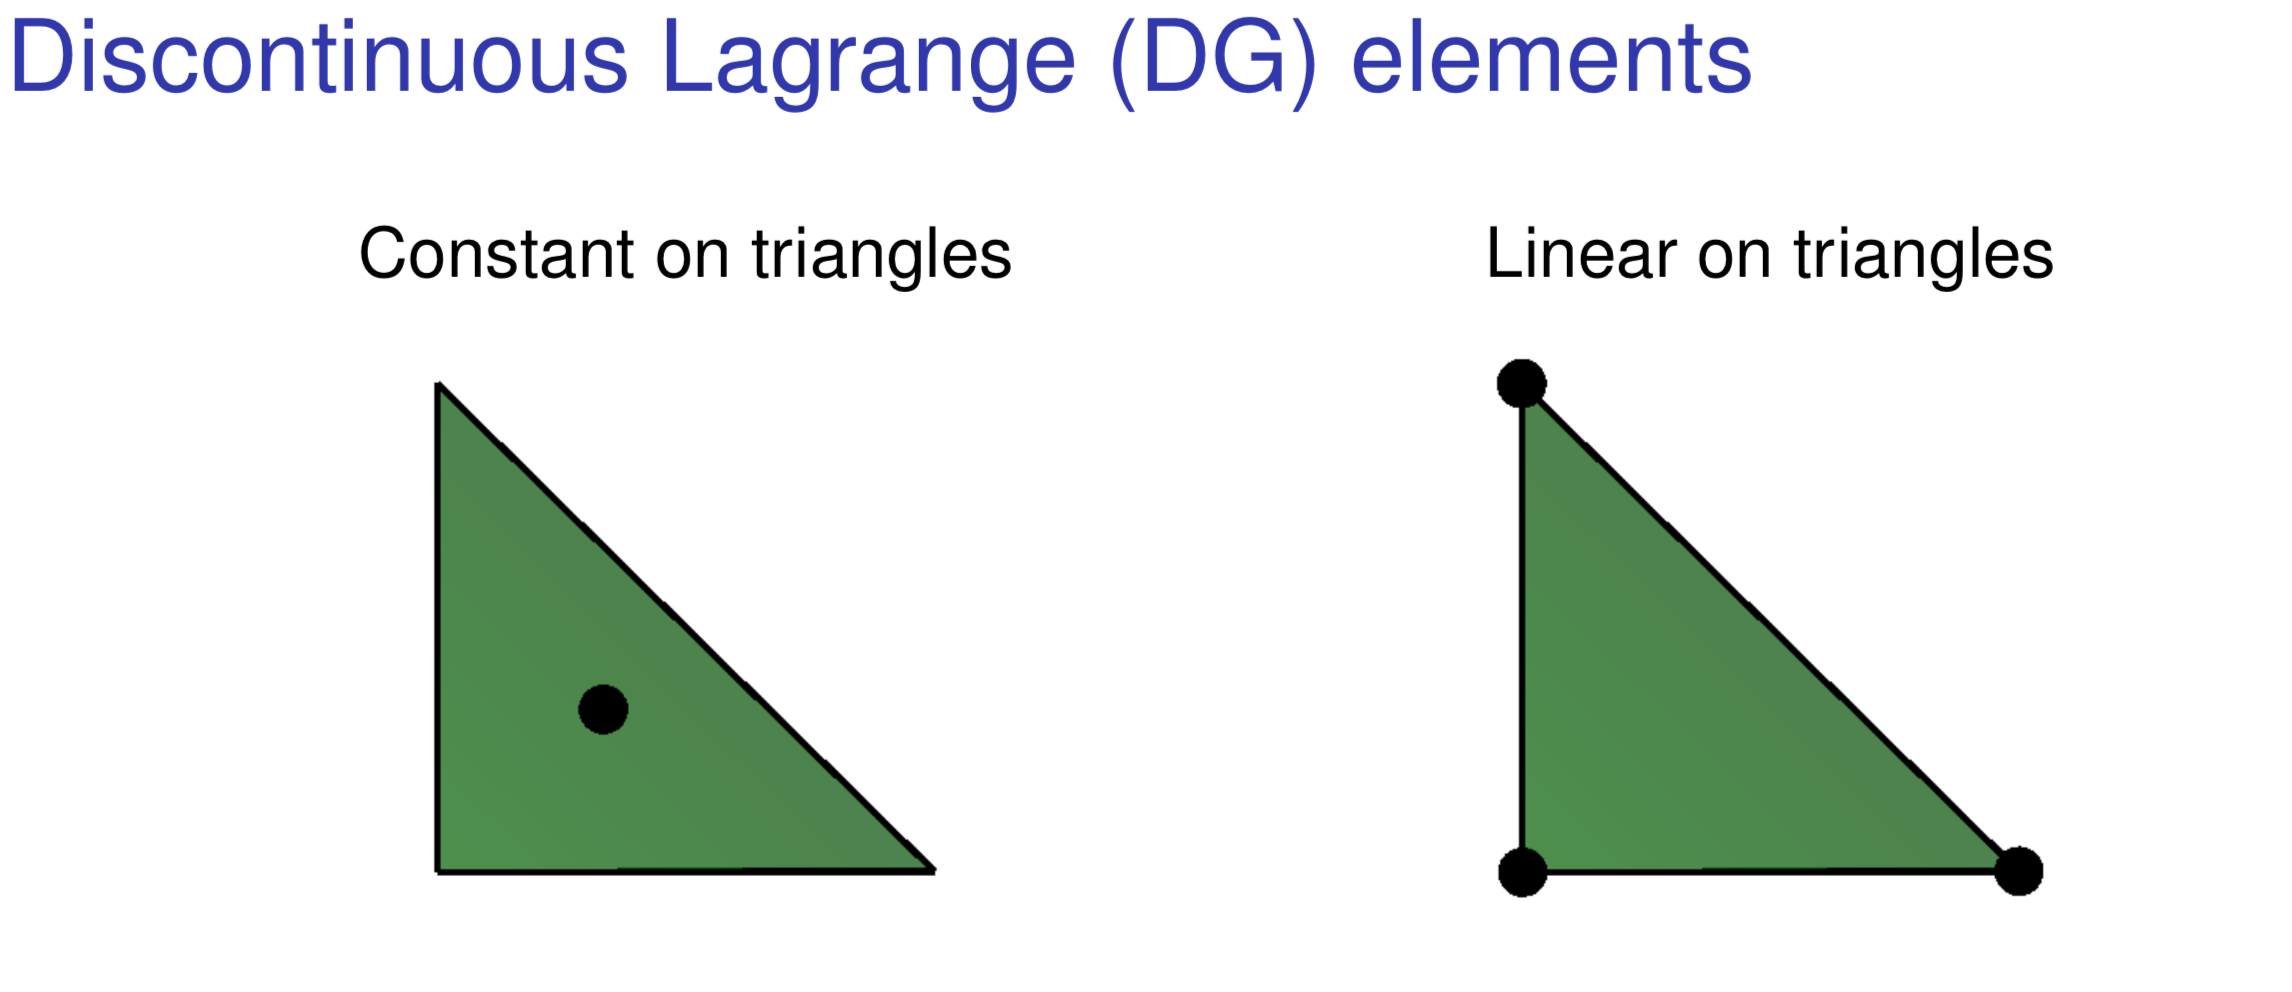 Discontinuous Lagrange (DG) elements
Constant on triangles
Linear on triangles